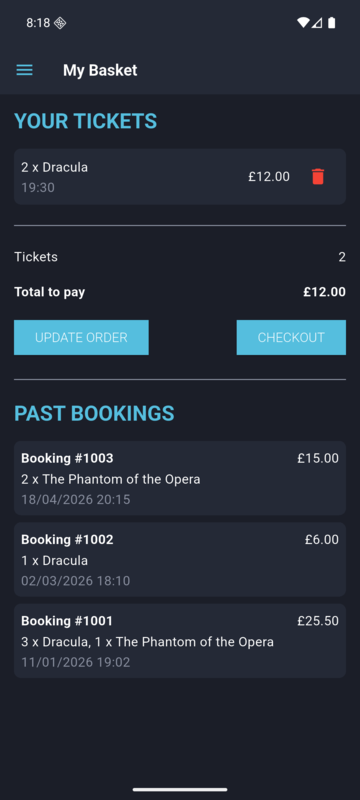 8:18
My Basket
YOUR TICKETS
2 x Dracula
£12.00
19:30
Tickets 2
Total to pay £12.00
UPDATE ORDER CHECKOUT
PAST BOOKINGS
Booking #1003 £15.00
2 x The Phantom of the Opera
18/04/2026 20:15
Booking #1002 £6.00
1 x Dracula
02/03/2026 18:10
Booking #1001 £25.50
3 x Dracula, 1 x The Phantom of the Opera
11/01/2026 19:02